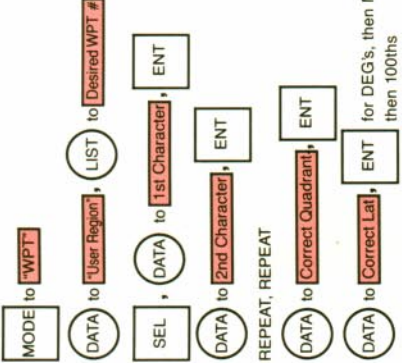 MODE to "WPT"
DATA to "User Region", LIST to Desired WPT #
SEL, DATA to 1st Character, ENT
DATA to 2nd Character, ENT
REPEAT, REPEAT
DATA to Correct Quadrant, ENT
DATA to Correct Lat, ENT for DEG's, then
then 100ths